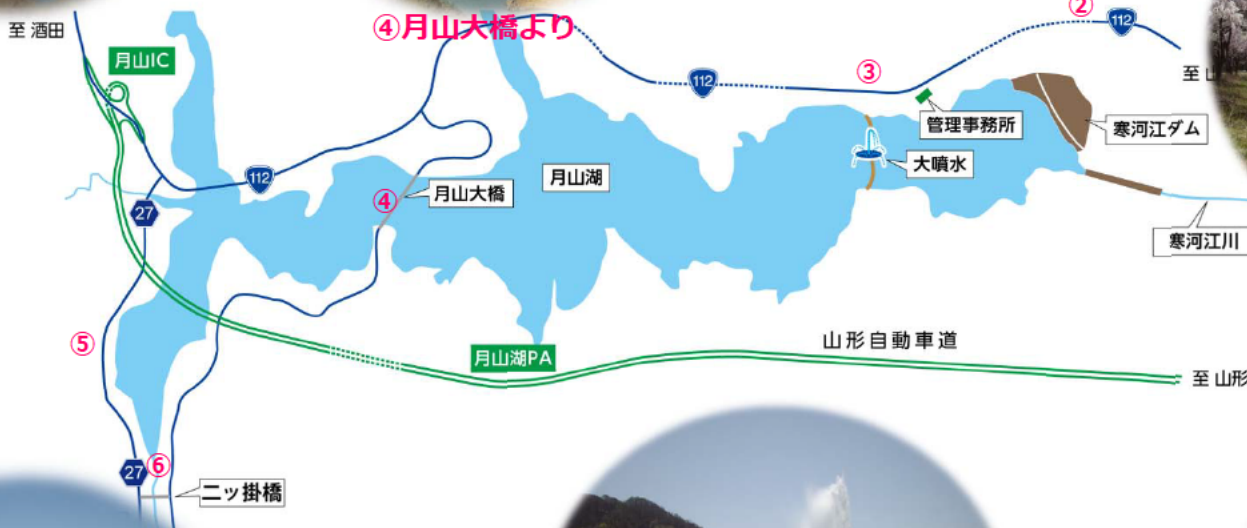 ②
至 酒田
④月山大橋より
112
月山IC
③
112
至 山
管理事務所
寒河江ダム
大噴水
112
月山湖
④
月山大橋
27
寒河江川
⑤
山形自動車道
月山湖PA
至 山形
27
⑥
二ッ掛橋